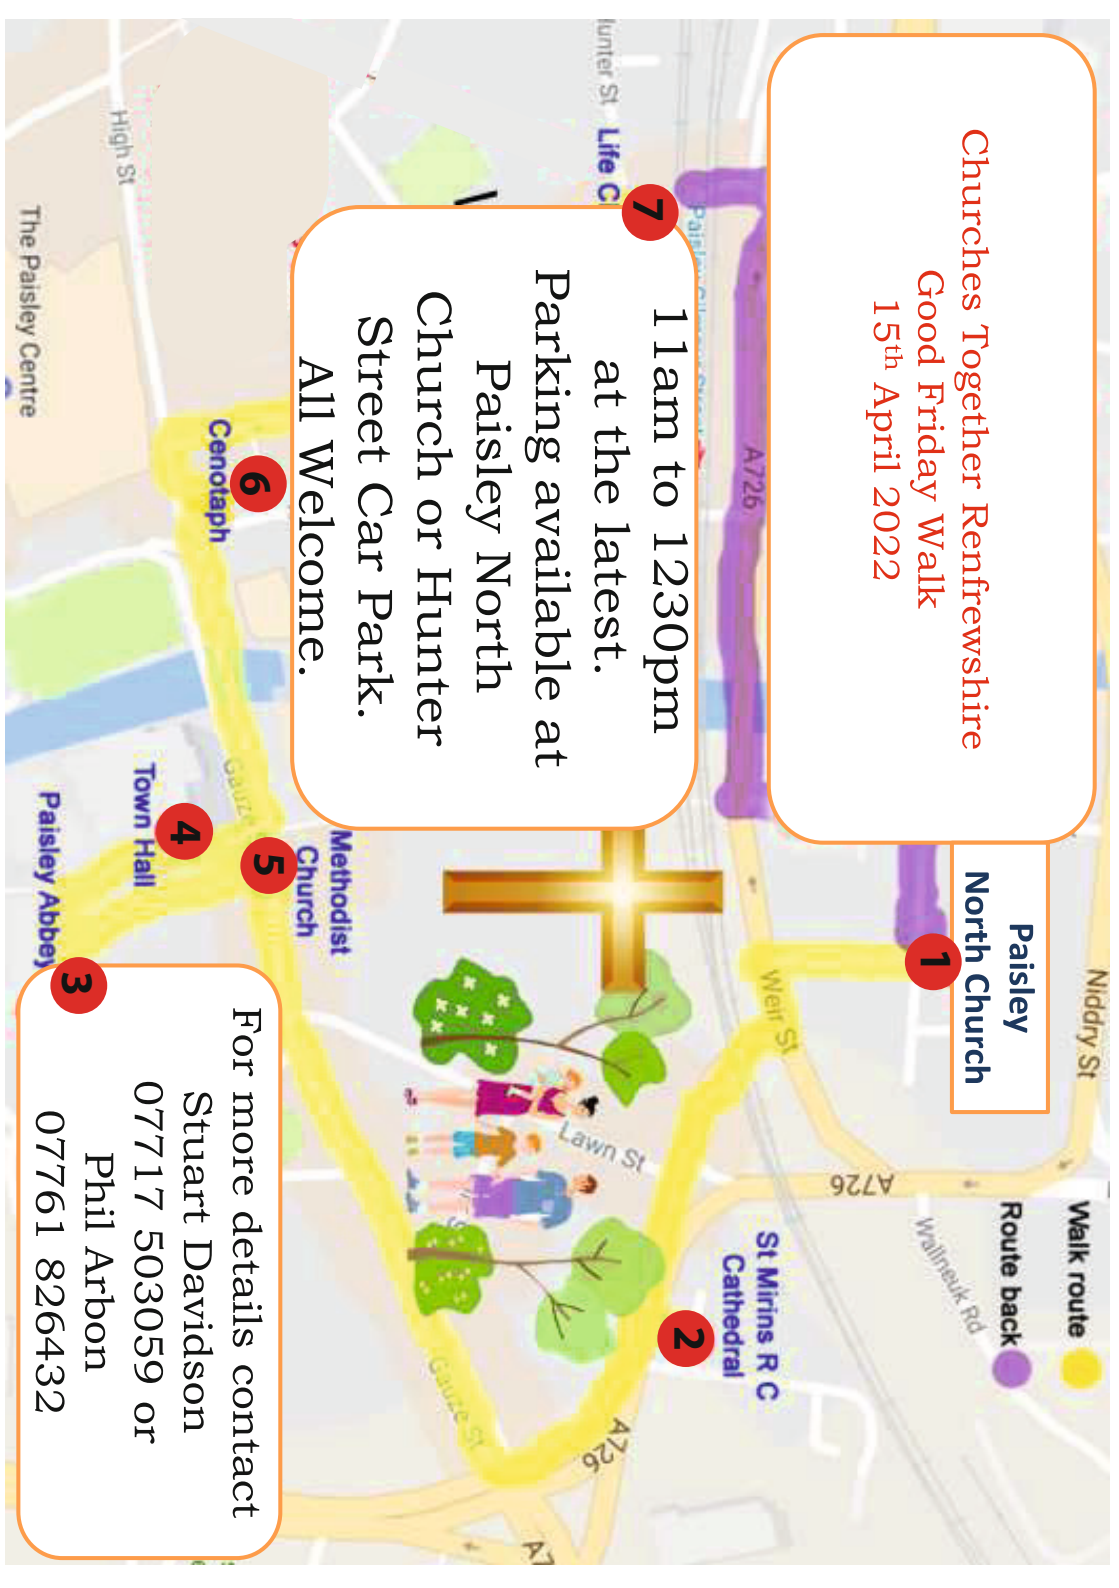 Churches Together Renfrewshire
Good Friday Walk
15th April 2022
Paisley
North Church
Niddry St
Walk route
Route back
Wallneuk Rd
A726
Weir St
1
A726
7
11am to 1230pm
at the latest.
Parking available at
Paisley North
Church or Hunter
Street Car Park.
All Welcome.
Life
St
Lawn St
St Mirins R C
Cathedral
2
A726
Gauze St
High St
The Paisley Centre
Cenotaph
6
Gauze
Methodist
Church
5
Town Hall
4
Paisley Abbey
3
For more details contact
Stuart Davidson
07717 503059 or
Phil Arbon
07761 826432